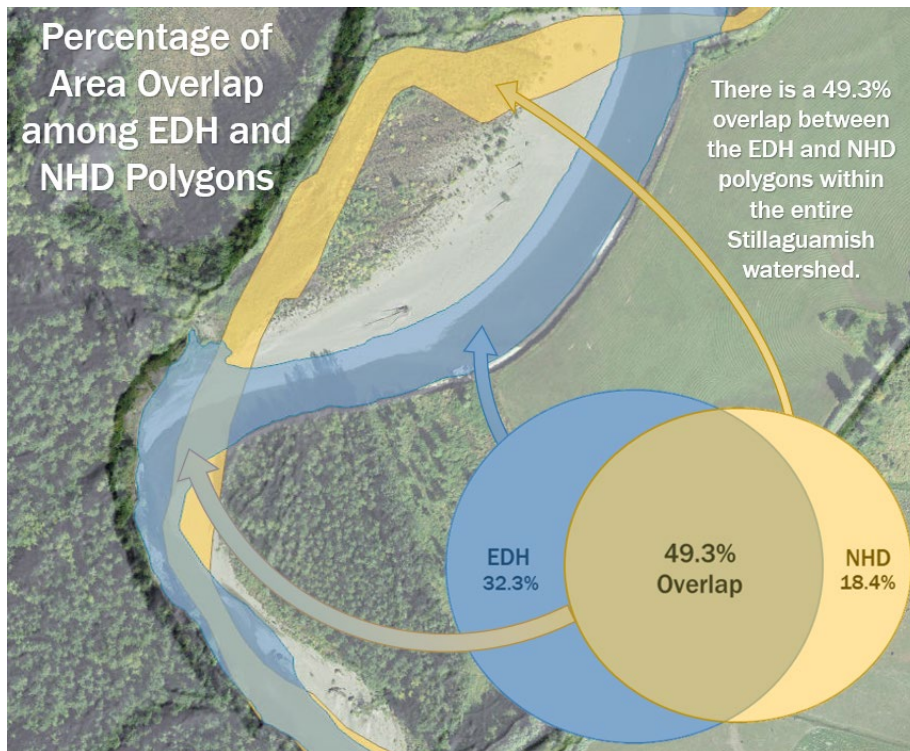 Percentage of
Area Overlap
among EDH and
NHD Polygons
There is a 49.3%
overlap between
the EDH and NHD
polygons within
the entire
Stillaguamish
watershed.
EDH
32.3%
49.3%
Overlap
NHD
18.4%